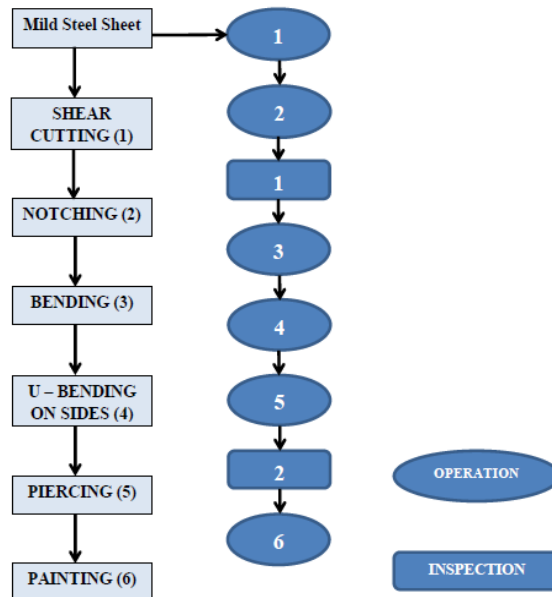 Mild Steel Sheet
SHEAR
CUTTING (1)
NOTCHING (2)
BENDING (3)
U – BENDING
ON SIDES (4)
PIERCING (5)
PAINTING (6)
1
2
1
3
4
5
2
6
OPERATION
INSPECTION